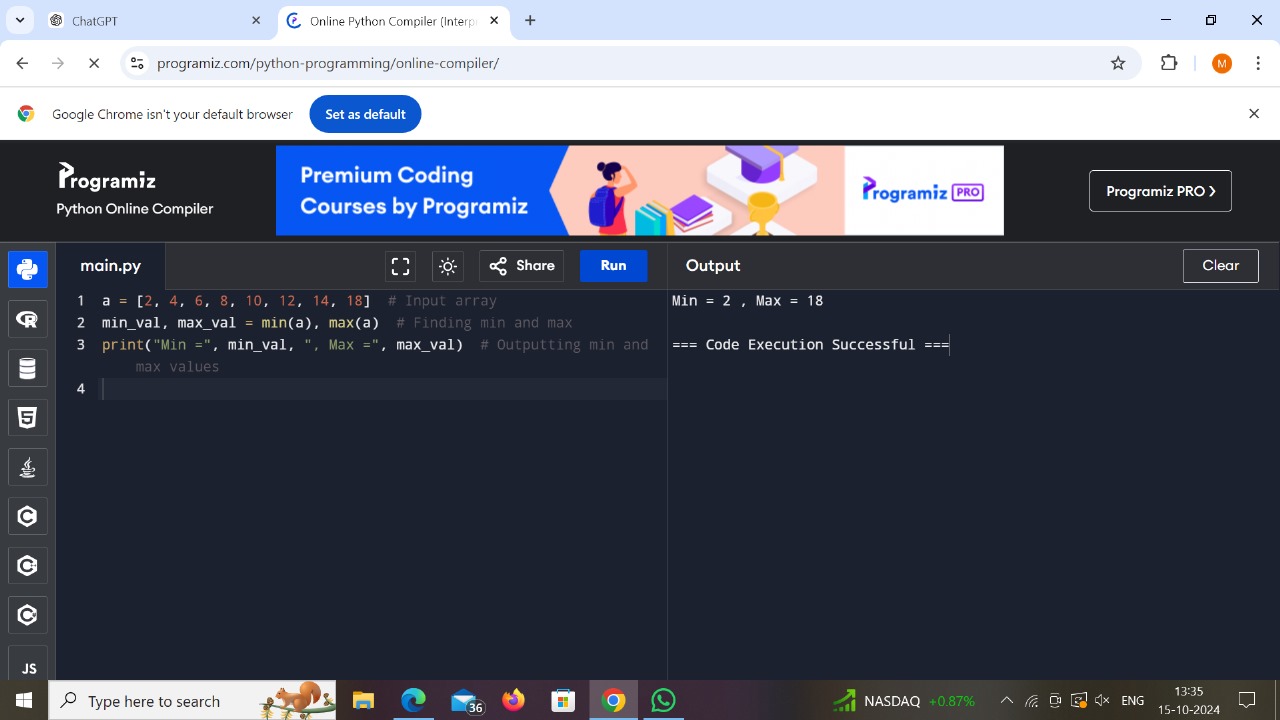 ChatGPT
Online Python Compiler (Interp
programiz.com/python-programming/online-compiler/
M
Google Chrome isn't your default browser
Set as default
Programiz
Python Online Compiler
Premium Coding
Courses by Programiz
Programiz PRO
Programiz PRO ❯
main.py
Share
Run
Output
Clear
1 a = [2, 4, 6, 8, 10, 12, 14, 18]  # Input array
2 min_val, max_val = min(a), max(a)  # Finding min and max
3 print("Min =", min_val, ", Max =", max_val)  # Outputting min and
max values
4
Min = 2 , Max = 18
=== Code Execution Successful ===
JS
Type here to search
36
NASDAQ +0.87%
ENG
13:35
15-10-2024